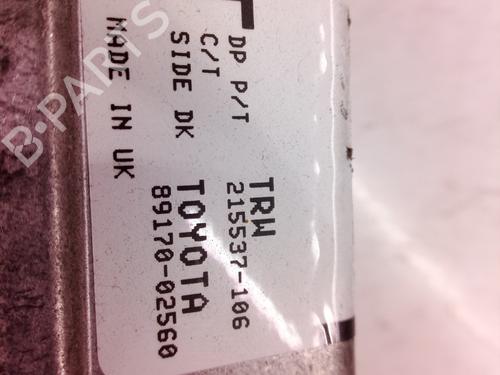 DP P/T
C/T
SIDE DK
MADE IN UK
TRW
215537-106
TOYOTA
89170-02560
B-PARTS